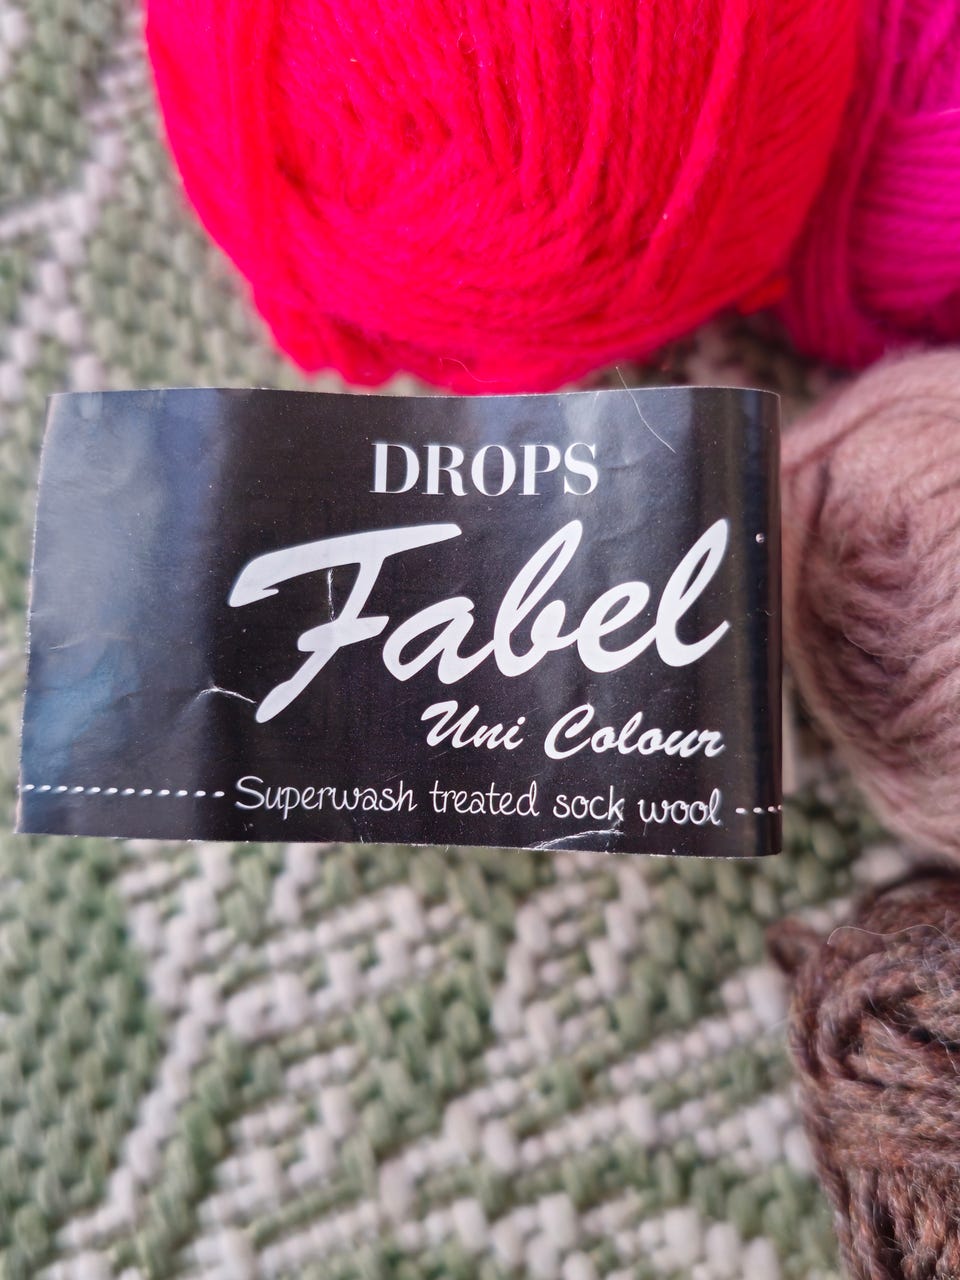 DROPS
Fabel
Uni Colour
Superwash treated sock wool